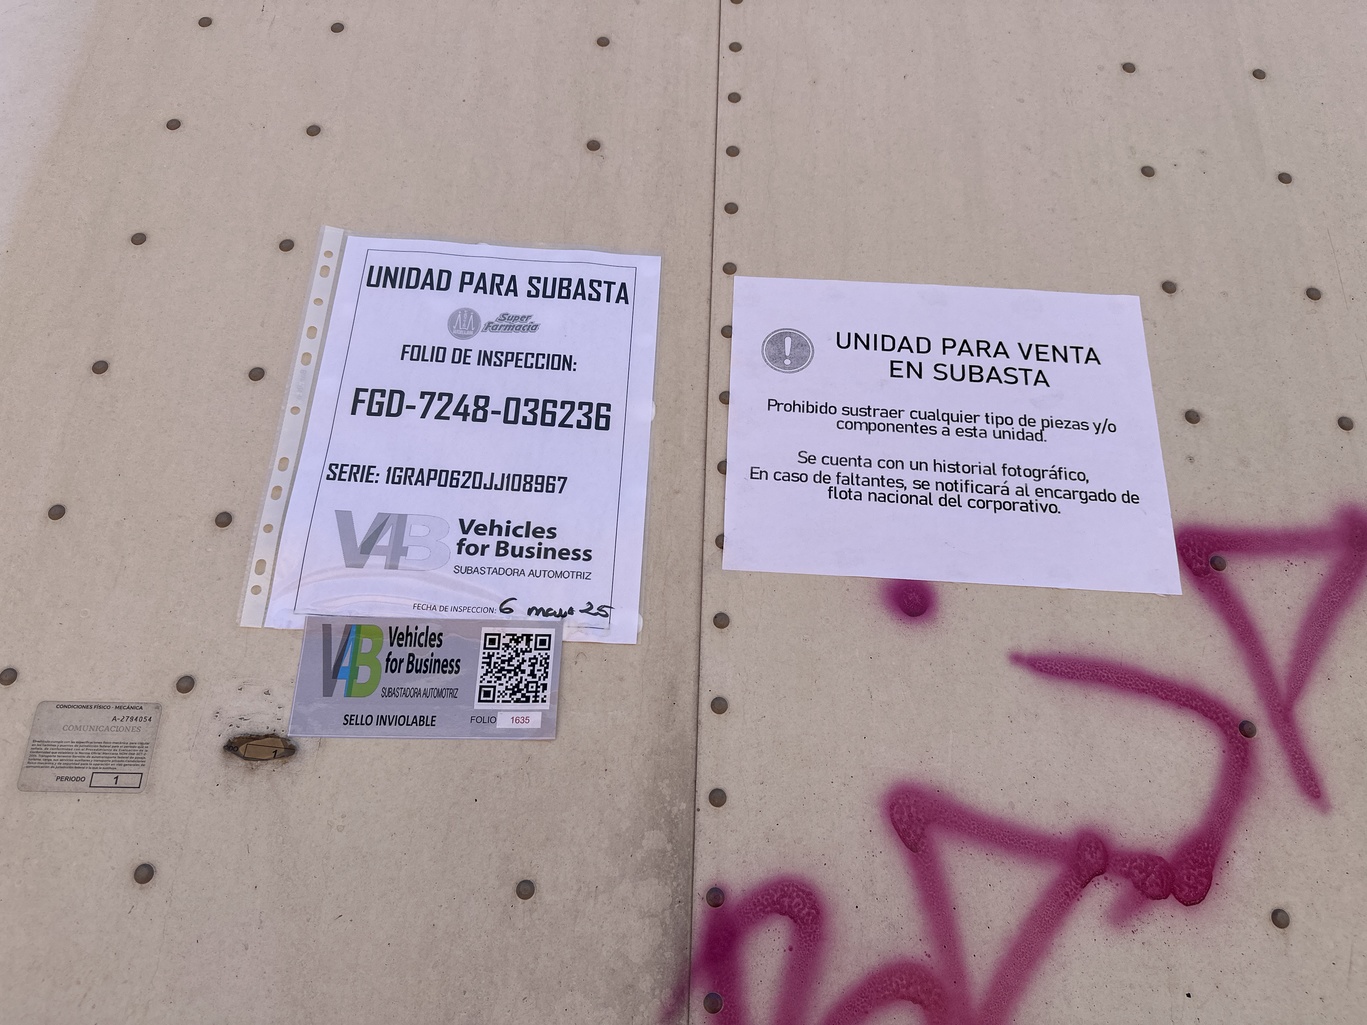 UNIDAD PARA SUBASTA
Super
Farmacia
FOLIO DE INSPECCION:
FGD-7248-036236
SERIE: 1GRAP0620JJ108967
V4B Vehicles
for Business
SUBASTADORA AUTOMOTRIZ
FECHA DE INSPECCION: 6 mayo 25
V4B Vehicles
for Business
SUBASTADORA AUTOMOTRIZ
SELLO INVIOLABLE
FOLIO 1635
CONDICIONES FÍSICO - MECÁNICA
A-2794054
COMUNICACIONES
PERIODO 1
1
UNIDAD PARA VENTA
EN SUBASTA
Prohibido sustraer cualquier tipo de piezas y/o
componentes a esta unidad.
Se cuenta con un historial fotográfico,
En caso de faltantes, se notificará al encargado de
flota nacional del corporativo.